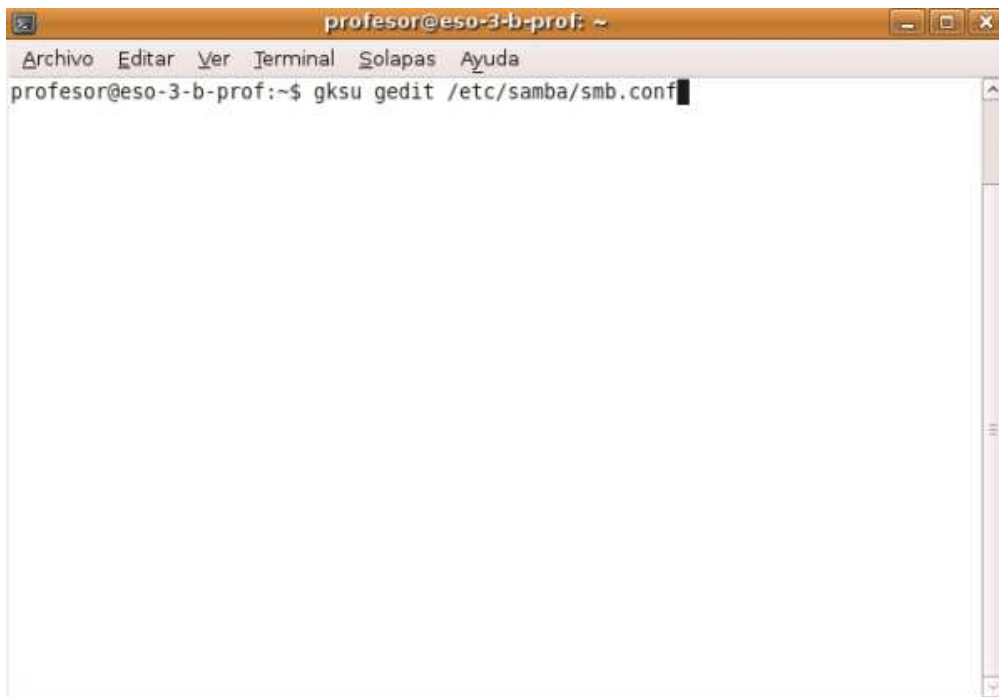 profesor@eso-3-b-prof: ~
Archivo Editar Ver Terminal Solapas Ayuda
profesor@eso-3-b-prof:~$ gksu gedit /etc/samba/smb.conf